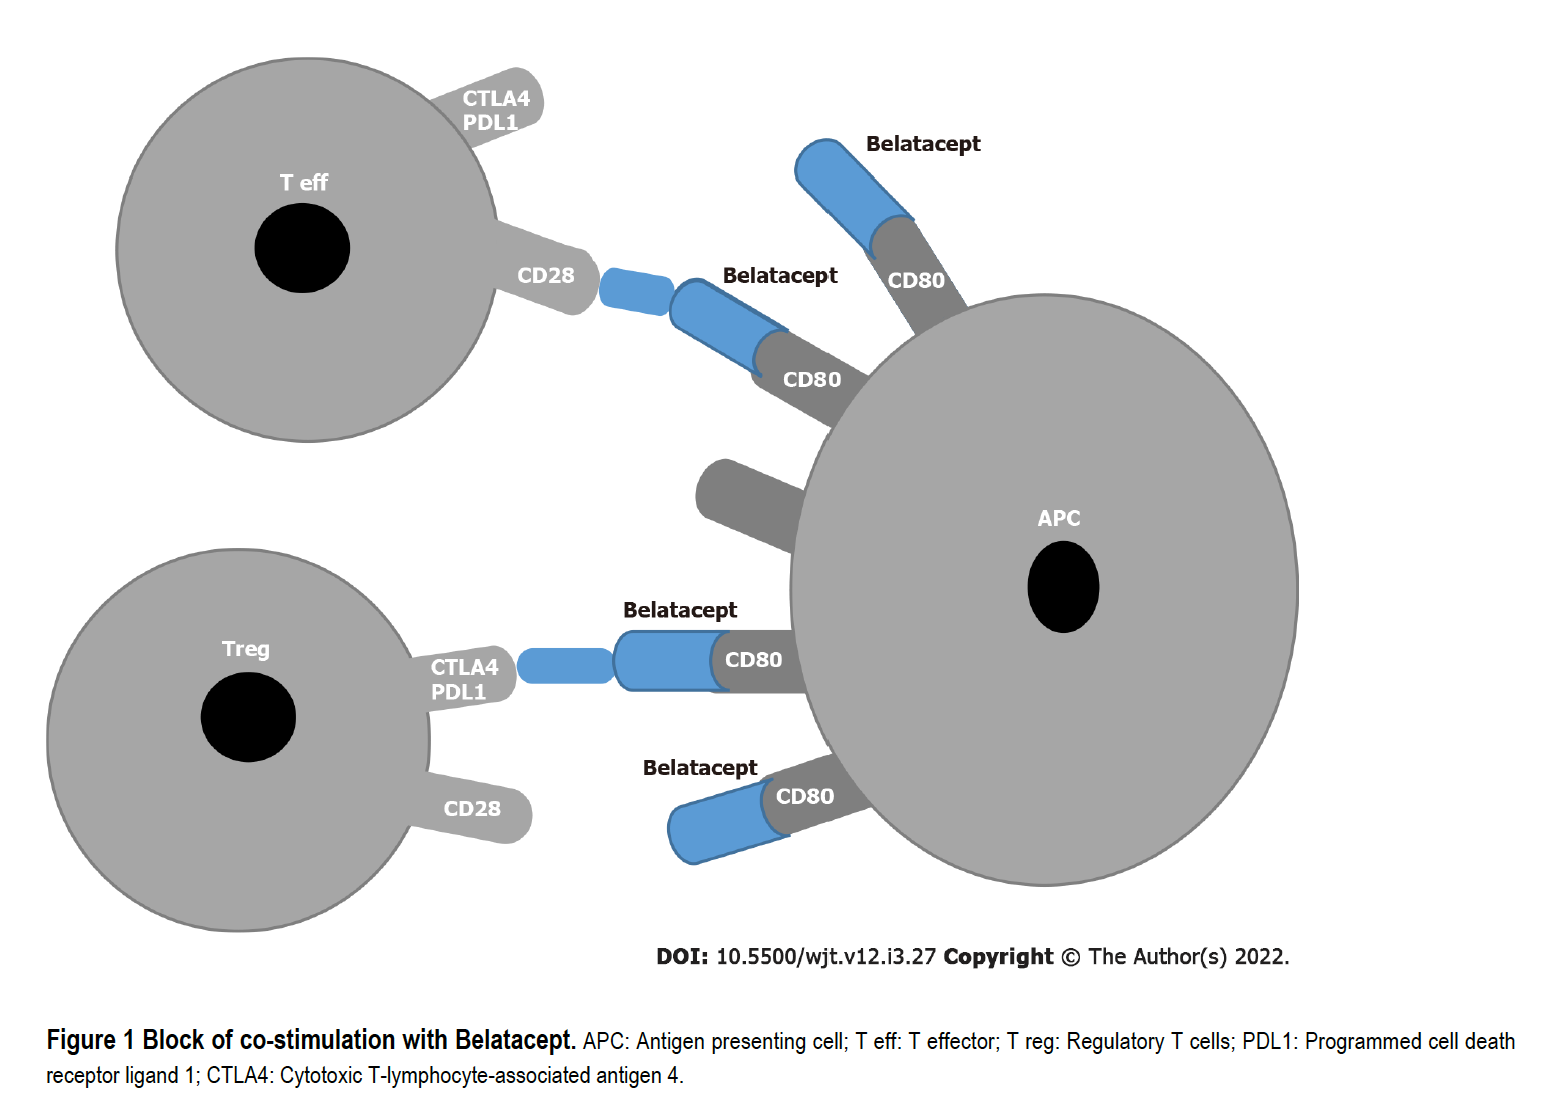 CTLA4
PDL1
T eff
CD28
Belatacept
CD80
Belatacept
CD80
APC
Treg
CTLA4
PDL1
CD28
Belatacept
CD80
Belatacept
CD80
DOI: 10.5500/wjt.v12.i3.27 Copyright © The Author(s) 2022.
Figure 1 Block of co-stimulation with Belatacept. APC: Antigen presenting cell; T eff: T effector; T reg: Regulatory T cells; PDL1: Programmed cell death
receptor ligand 1; CTLA4: Cytotoxic T-lymphocyte-associated antigen 4.